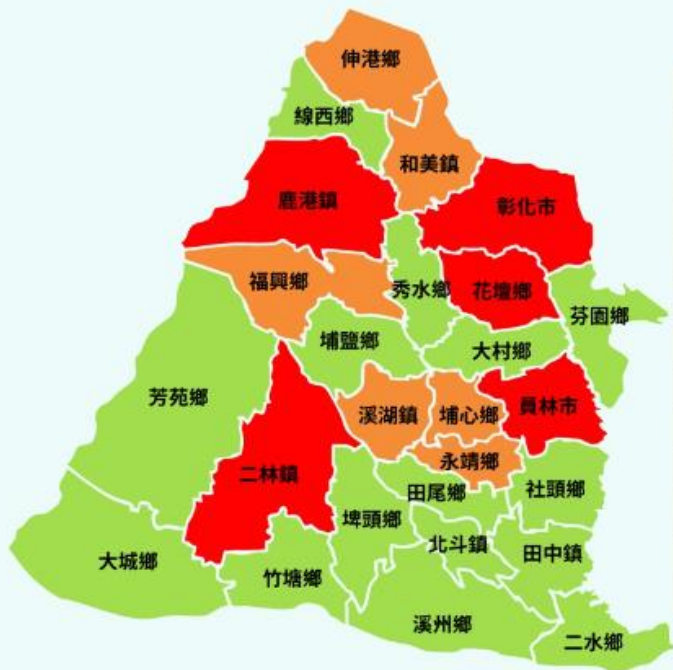 伸港鄉
線西鄉
和美鎮
鹿港鎮
彰化市
福興鄉
秀水鄉
花壇鄉
芬園鄉
埔鹽鄉
大村鄉
芳苑鄉
溪湖鎮
埔心鄉
員林市
永靖鄉
二林鎮
田尾鄉
社頭鄉
埤頭鄉
北斗鎮
田中鎮
大城鄉
竹塘鄉
溪州鄉
二水鄉